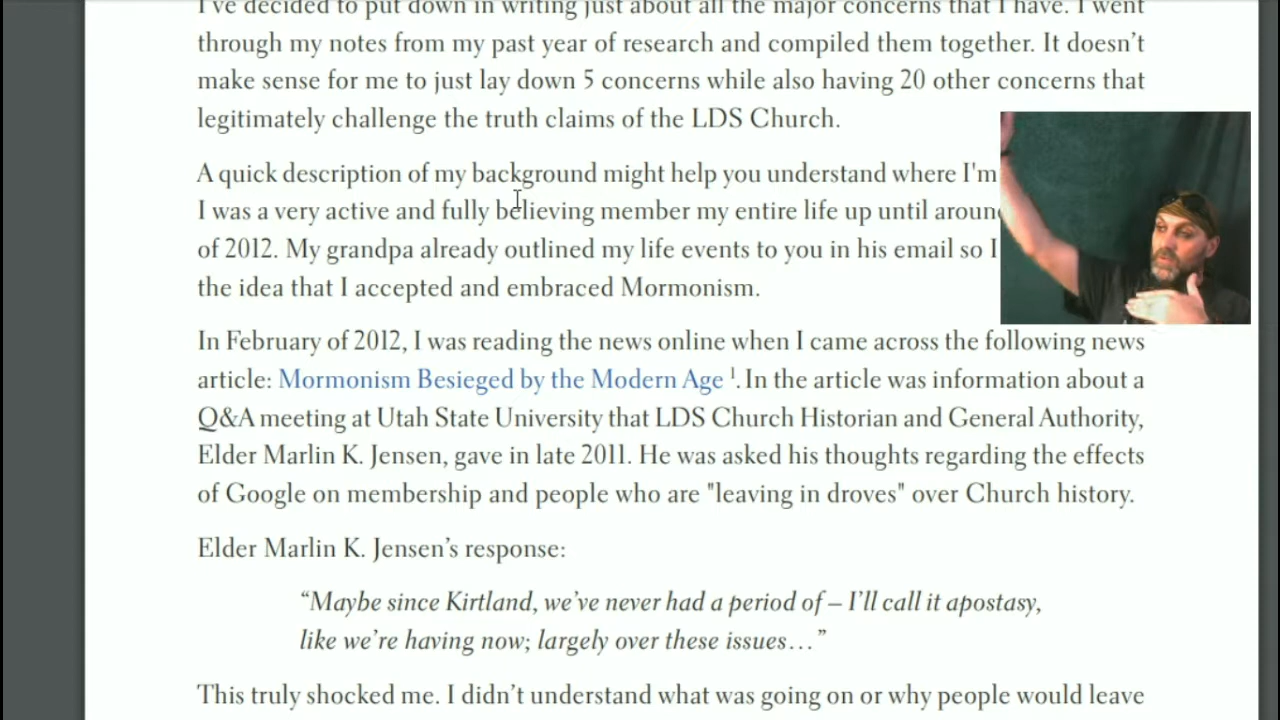 I've decided to put down in writing just about all the major concerns that I have. I went
through my notes from my past year of research and compiled them together. It doesn't
make sense for me to just lay down 5 concerns while also having 20 other concerns that
legitimately challenge the truth claims of the LDS Church.
A quick description of my background might help you understand where I'm
I was a very active and fully believing member my entire life up until aroun
of 2012. My grandpa already outlined my life events to you in his email so I
the idea that I accepted and embraced Mormonism.
In February of 2012, I was reading the news online when I came across the following news
article: Mormonism Besieged by the Modern Age ¹. In the article was information about a
Q&A meeting at Utah State University that LDS Church Historian and General Authority,
Elder Marlin K. Jensen, gave in late 2011. He was asked his thoughts regarding the effects
of Google on membership and people who are "leaving in droves" over Church history.
Elder Marlin K. Jensen's response:
“Maybe since Kirtland, we've never had a period of – I'll call it apostasy,
like we're having now; largely over these issues…”
This truly shocked me. I didn't understand what was going on or why people would leave